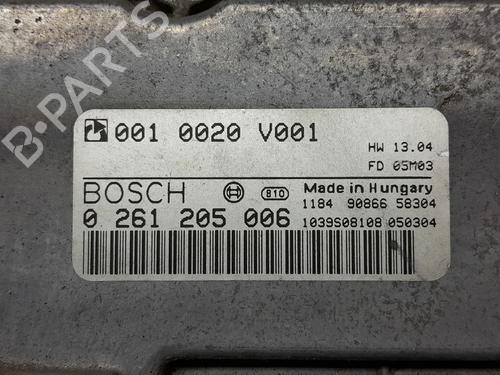 001 0020 V001
HW 13.04
FD 05M03
BOSCH 810 Made in Hungary
1184 90866 58304
0 261 205 006
1039S08108 050304
B-PARTS